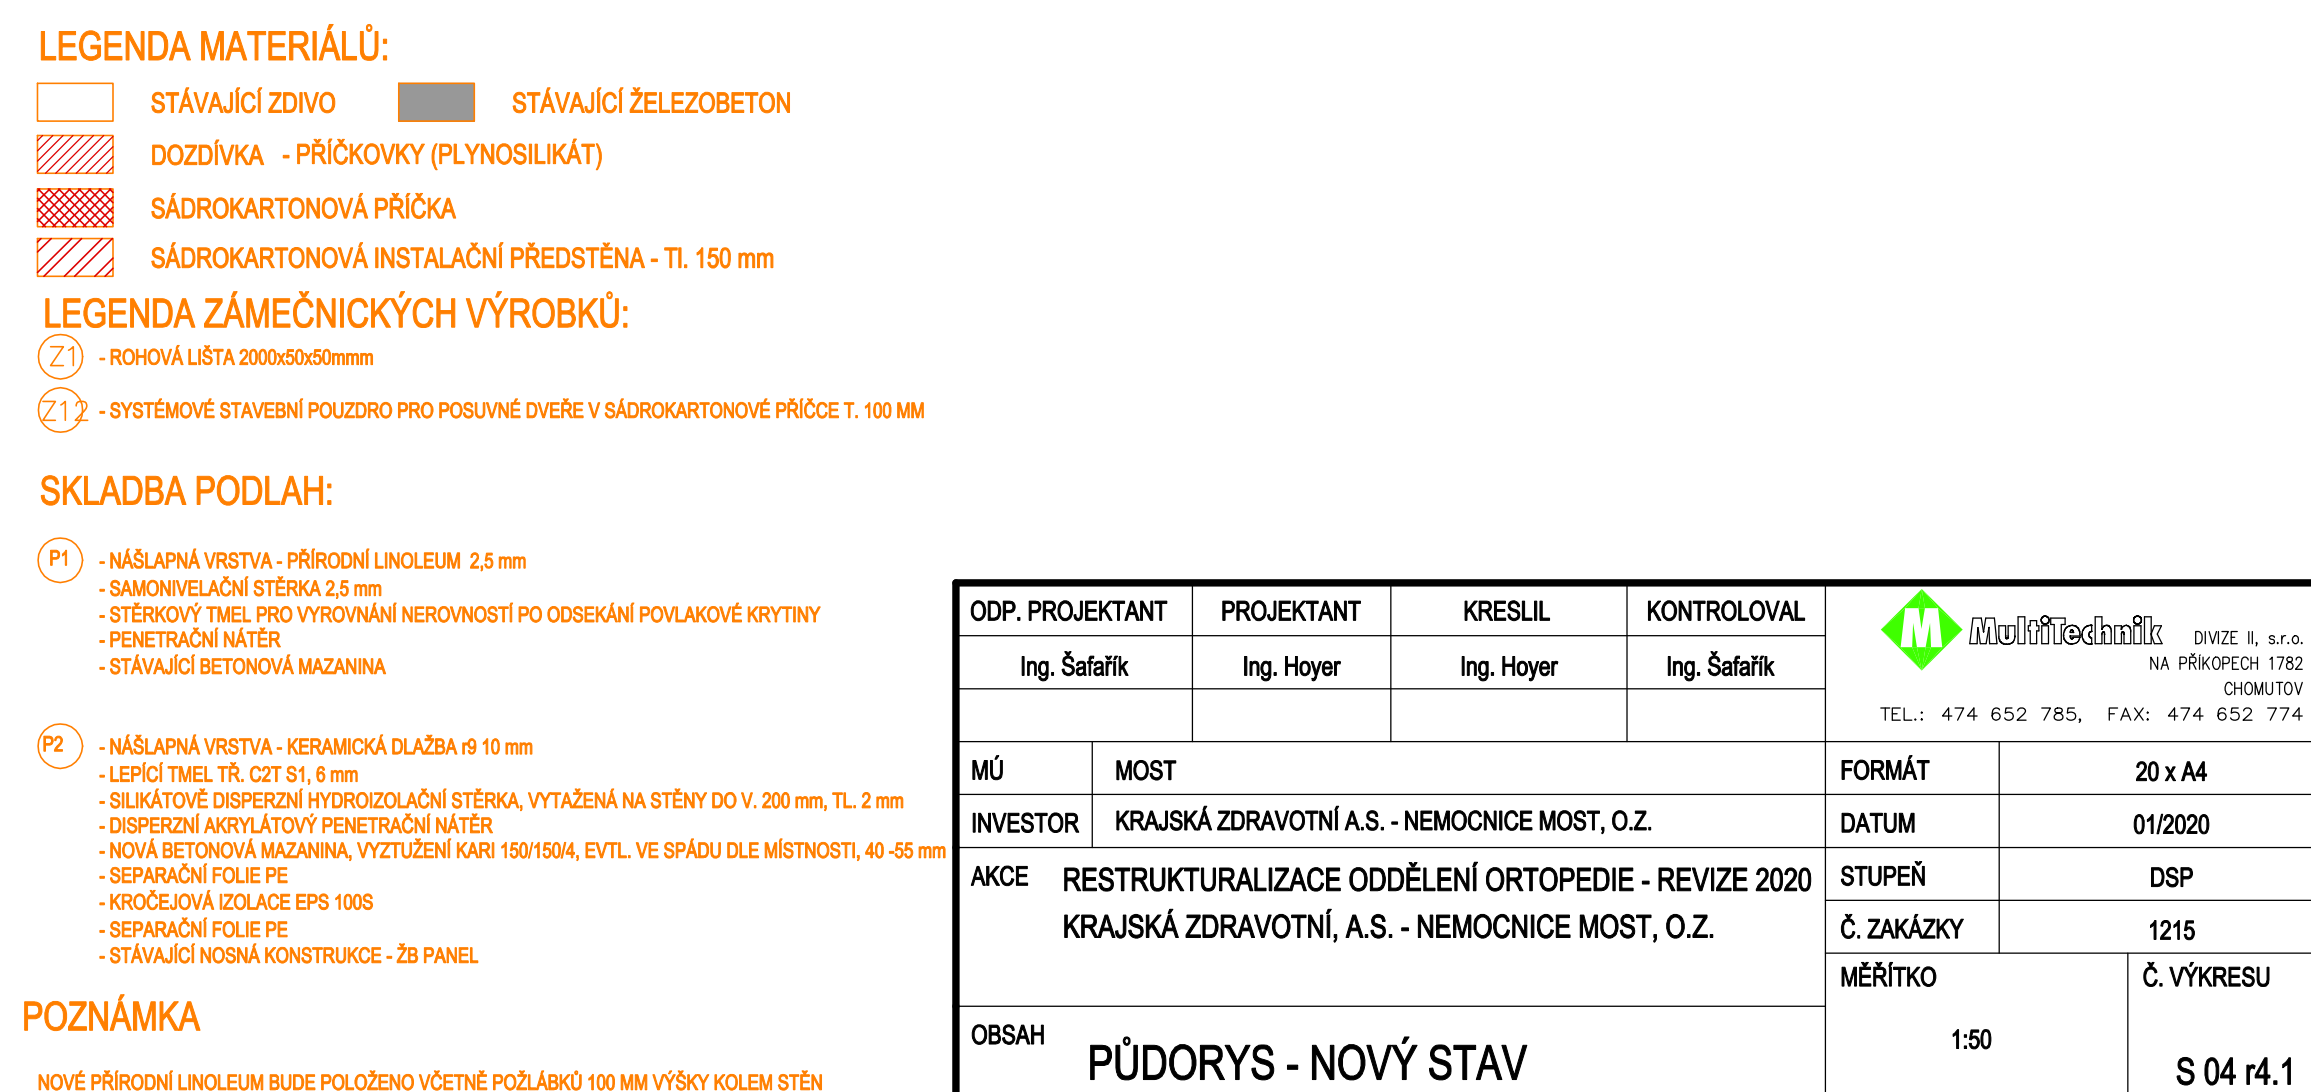 LEGENDA MATERIÁLŮ:
STÁVAJÍCÍ ZDIVO
STÁVAJÍCÍ ŽELEZOBETON
DOZDÍVKA - PŘÍČKOVKY (PLYNOSILIKÁT)
SÁDROKARTONOVÁ PŘÍČKA
SÁDROKARTONOVÁ INSTALAČNÍ PŘEDSTĚNA - Tl. 150 mm
LEGENDA ZÁMEČNICKÝCH VÝROBKŮ:
Z1 - ROHOVÁ LIŠTA 2000x50x50mmm
Z12 - SYSTÉMOVÉ STAVEBNÍ POUZDRO PRO POSUVNÉ DVEŘE V SÁDROKARTONOVÉ PŘÍČCE T. 100 MM
SKLADBA PODLAH:
P1 - NÁŠLAPNÁ VRSTVA - PŘÍRODNÍ LINOLEUM 2,5 mm
- SAMONIVELAČNÍ STĚRKA 2,5 mm
- STĚRKOVÝ TMEL PRO VYROVNÁNÍ NEROVNOSTÍ PO ODSEKÁNÍ POVLAKOVÉ KRYTINY
- PENETRAČNÍ NÁTĚR
- STÁVAJÍCÍ BETONOVÁ MAZANINA
P2 - NÁŠLAPNÁ VRSTVA - KERAMICKÁ DLAŽBA r9 10 mm
- LEPÍCÍ TMEL TŘ. C2T S1, 6 mm
- SILIKÁTOVĚ DISPERZNÍ HYDROIZOLAČNÍ STĚRKA, VYTAŽENÁ NA STĚNY DO V. 200 mm, TL. 2 mm
- DISPERZNÍ AKRYLÁTOVÝ PENETRAČNÍ NÁTĚR
- NOVÁ BETONOVÁ MAZANINA, VYZTUŽENÍ KARI 150/150/4, EVTL. VE SPÁDU DLE MÍSTNOSTI, 40 -55 mm
- SEPARAČNÍ FOLIE PE
- KROČEJOVÁ IZOLACE EPS 100S
- SEPARAČNÍ FOLIE PE
- STÁVAJÍCÍ NOSNÁ KONSTRUKCE - ŽB PANEL
POZNÁMKA
NOVÉ PŘÍRODNÍ LINOLEUM BUDE POLOŽENO VČETNĚ POŽLÁBKŮ 100 MM VÝŠKY KOLEM STĚN
ODP. PROJEKTANT PROJEKTANT KRESLIL KONTROLOVAL
Ing. Šafařík Ing. Hoyer Ing. Hoyer Ing. Šafařík
M MultiTechnik DIVIZE II, s.r.o.
NA PŘÍKOPECH 1782
CHOMUTOV
TEL.: 474 652 785, FAX: 474 652 774
MÚ MOST
INVESTOR KRAJSKÁ ZDRAVOTNÍ A.S. - NEMOCNICE MOST, O.Z.
AKCE RESTRUKTURALIZACE ODDĚLENÍ ORTOPEDIE - REVIZE 2020
KRAJSKÁ ZDRAVOTNÍ, A.S. - NEMOCNICE MOST, O.Z.
OBSAH PŮDORYS - NOVÝ STAV
FORMÁT 20 x A4
DATUM 01/2020
STUPEŇ DSP
Č. ZAKÁZKY 1215
MĚŘÍTKO
1:50
Č. VÝKRESU
S 04 r4.1